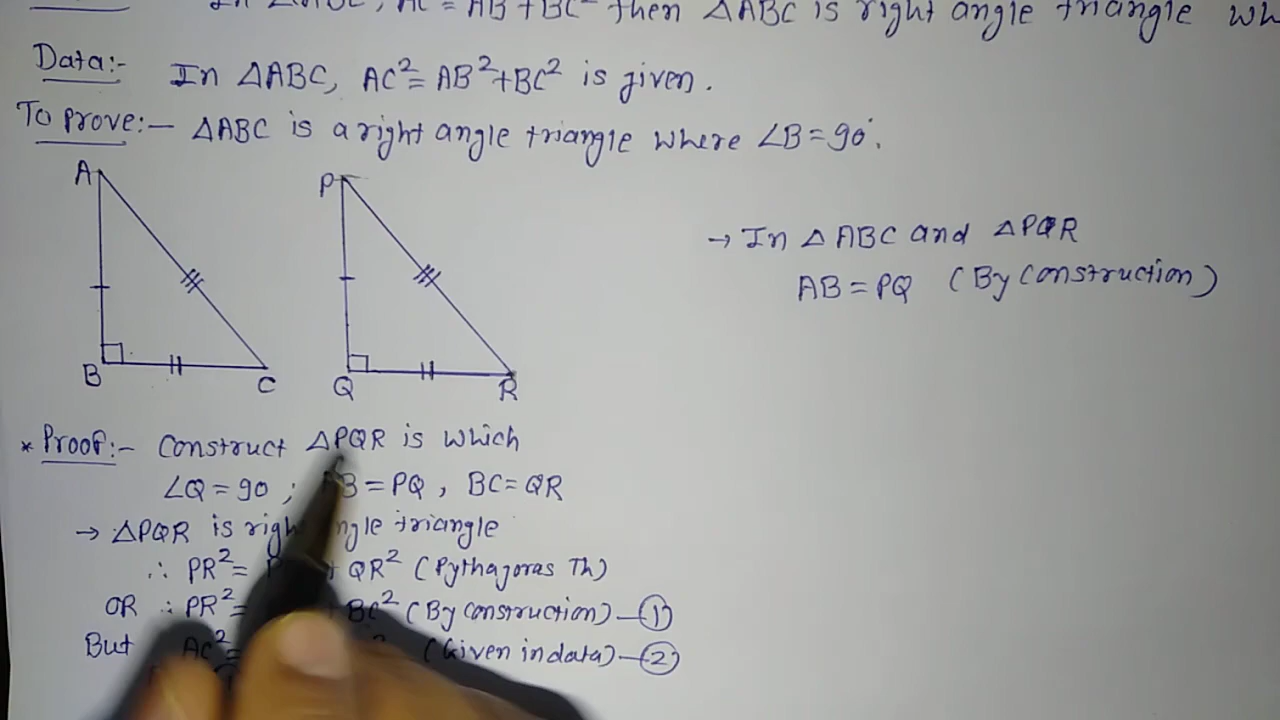 In ΔABC, AC² = AB² + BC² then ΔABC is right angle triangle
Data:- In ΔABC, AC² = AB² + BC² is given.
To prove:- ΔABC is a right angle triangle where ∠B = 90°.
A
P
B
C
Q
R
→ In Δ ABC and ΔPQR
AB = PQ (By Construction)
* Proof:- Construct ΔPQR is which
∠Q = 90 ; = PQ , BC = QR
→ ΔPQR is right angle triangle
∴ PR² = QR² (Pythagoras Th)
OR ∴ PR² = BC² (By construction) — ①
But AC² = (Given in data) — ②